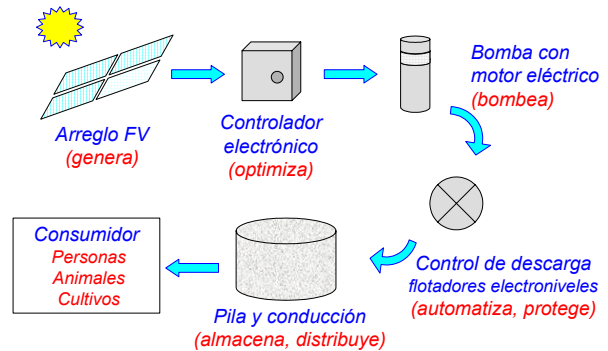 Arreglo FV
(genera)
Controlador
electrónico
(optimiza)
Bomba con
motor eléctrico
(bombea)
Control de descarga
flotadores electroniveles
(automatiza, protege)
Pila y conducción
(almacena, distribuye)
Consumidor
Personas
Animales
Cultivos